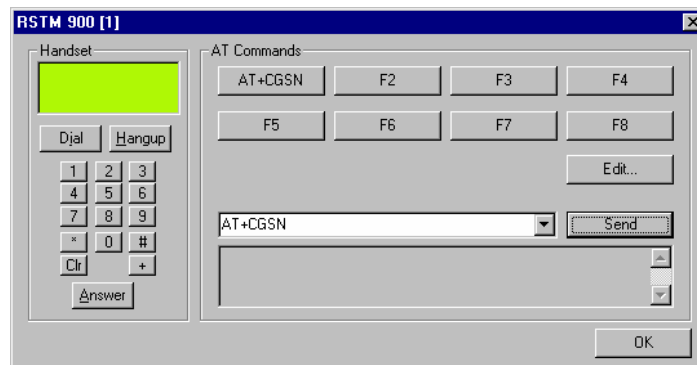 RSTM 900 [1]
Handset
AT Commands
AT+CGSN F2 F3 F4
F5 F6 F7 F8
Dial Hangup
1 2 3
4 5 6
7 8 9
* 0 #
Clr +
Answer
Edit...
AT+CGSN Send
OK